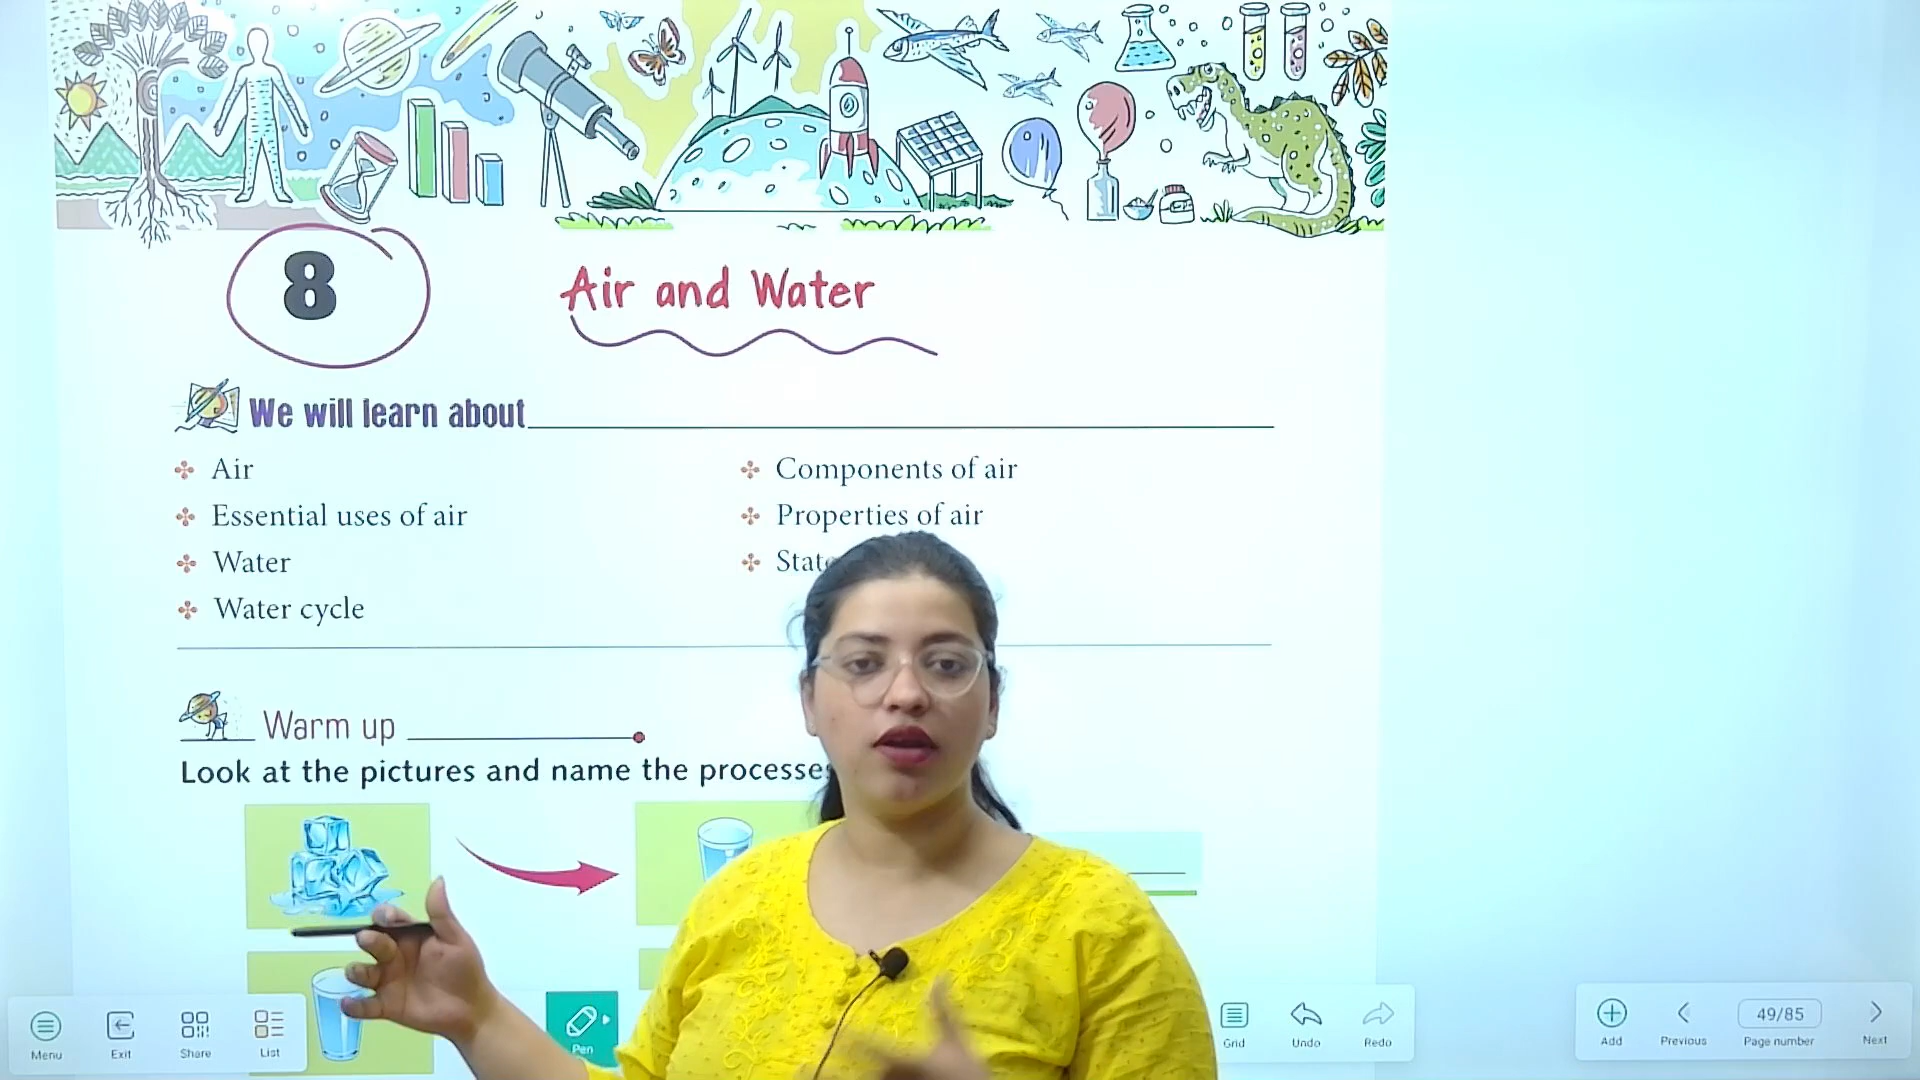 8
Air and Water
We will learn about
Air
Components of air
Essential uses of air
Properties of air
Water
Water cycle
Warm up
Look at the pictures and name the processes
Menu
Exit
Share
List
Pen
Grid
Undo
Redo
Add
Previous
49/85
Page number
Next